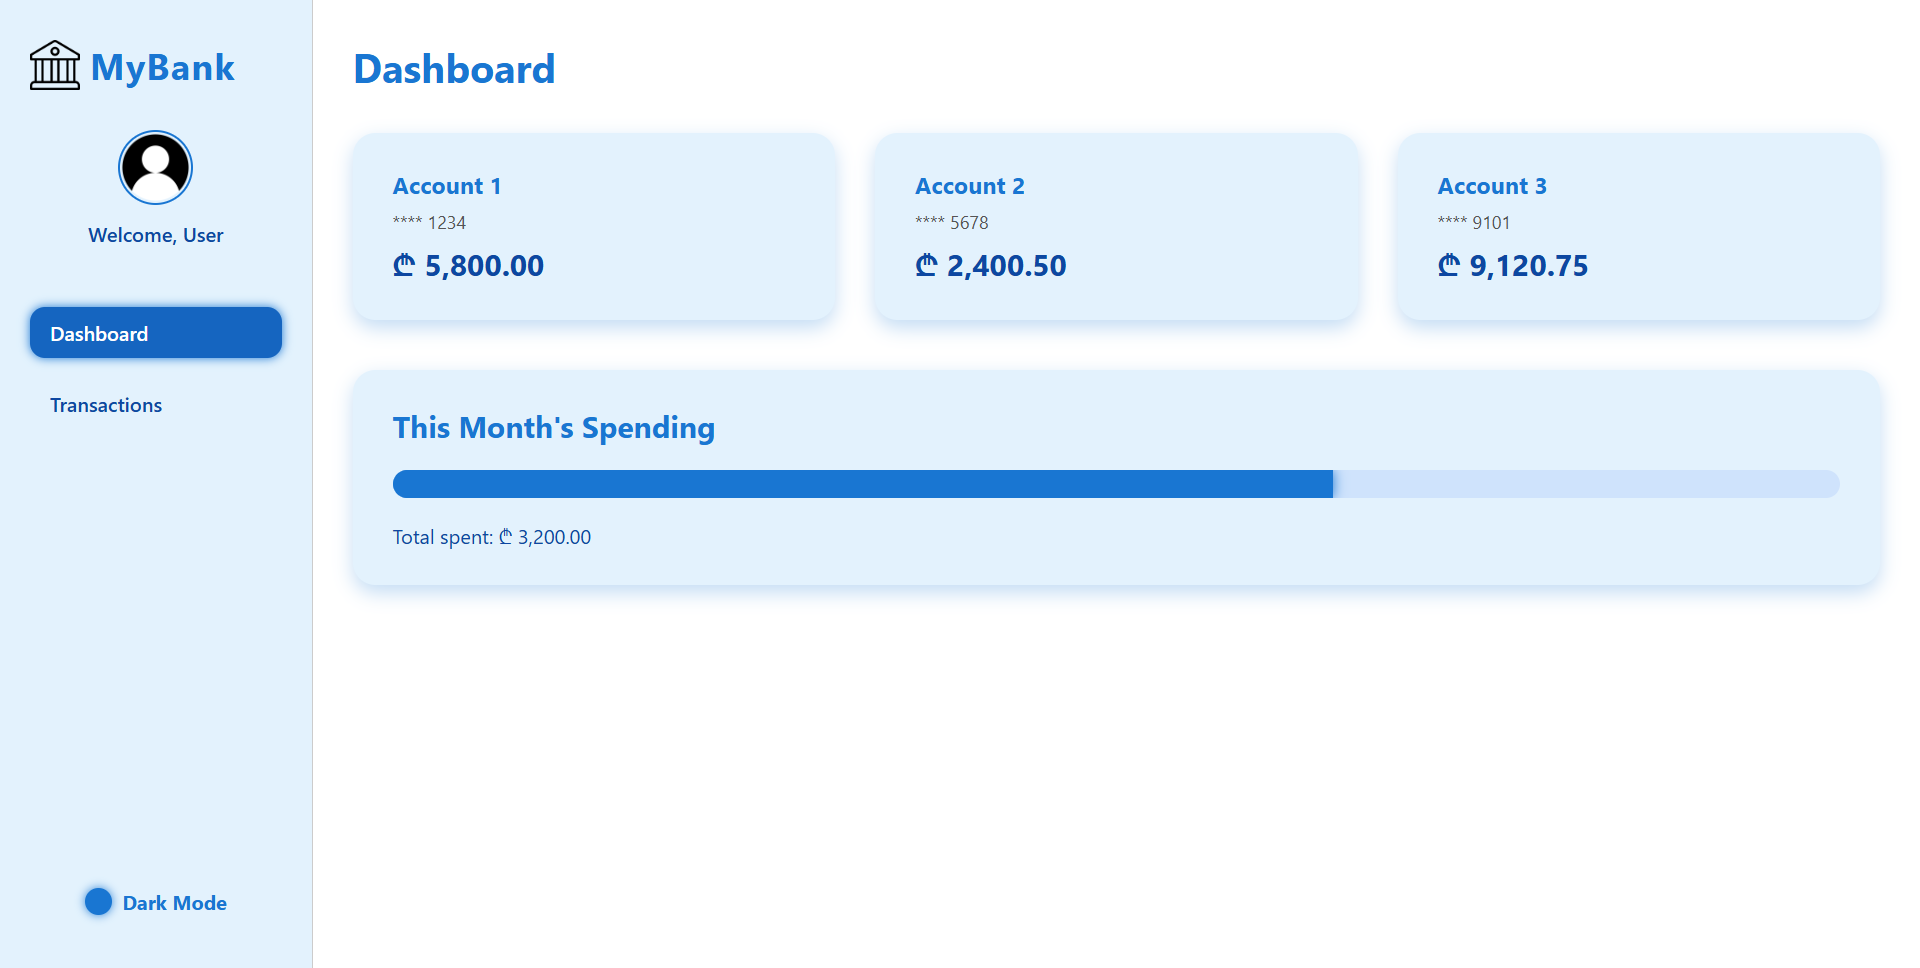 MyBank
Welcome, User
Dashboard
Transactions
Dark Mode
Dashboard
Account 1
**** 1234
₾ 5,800.00
Account 2
**** 5678
₾ 2,400.50
Account 3
**** 9101
₾ 9,120.75
This Month's Spending
Total spent: ₾ 3,200.00